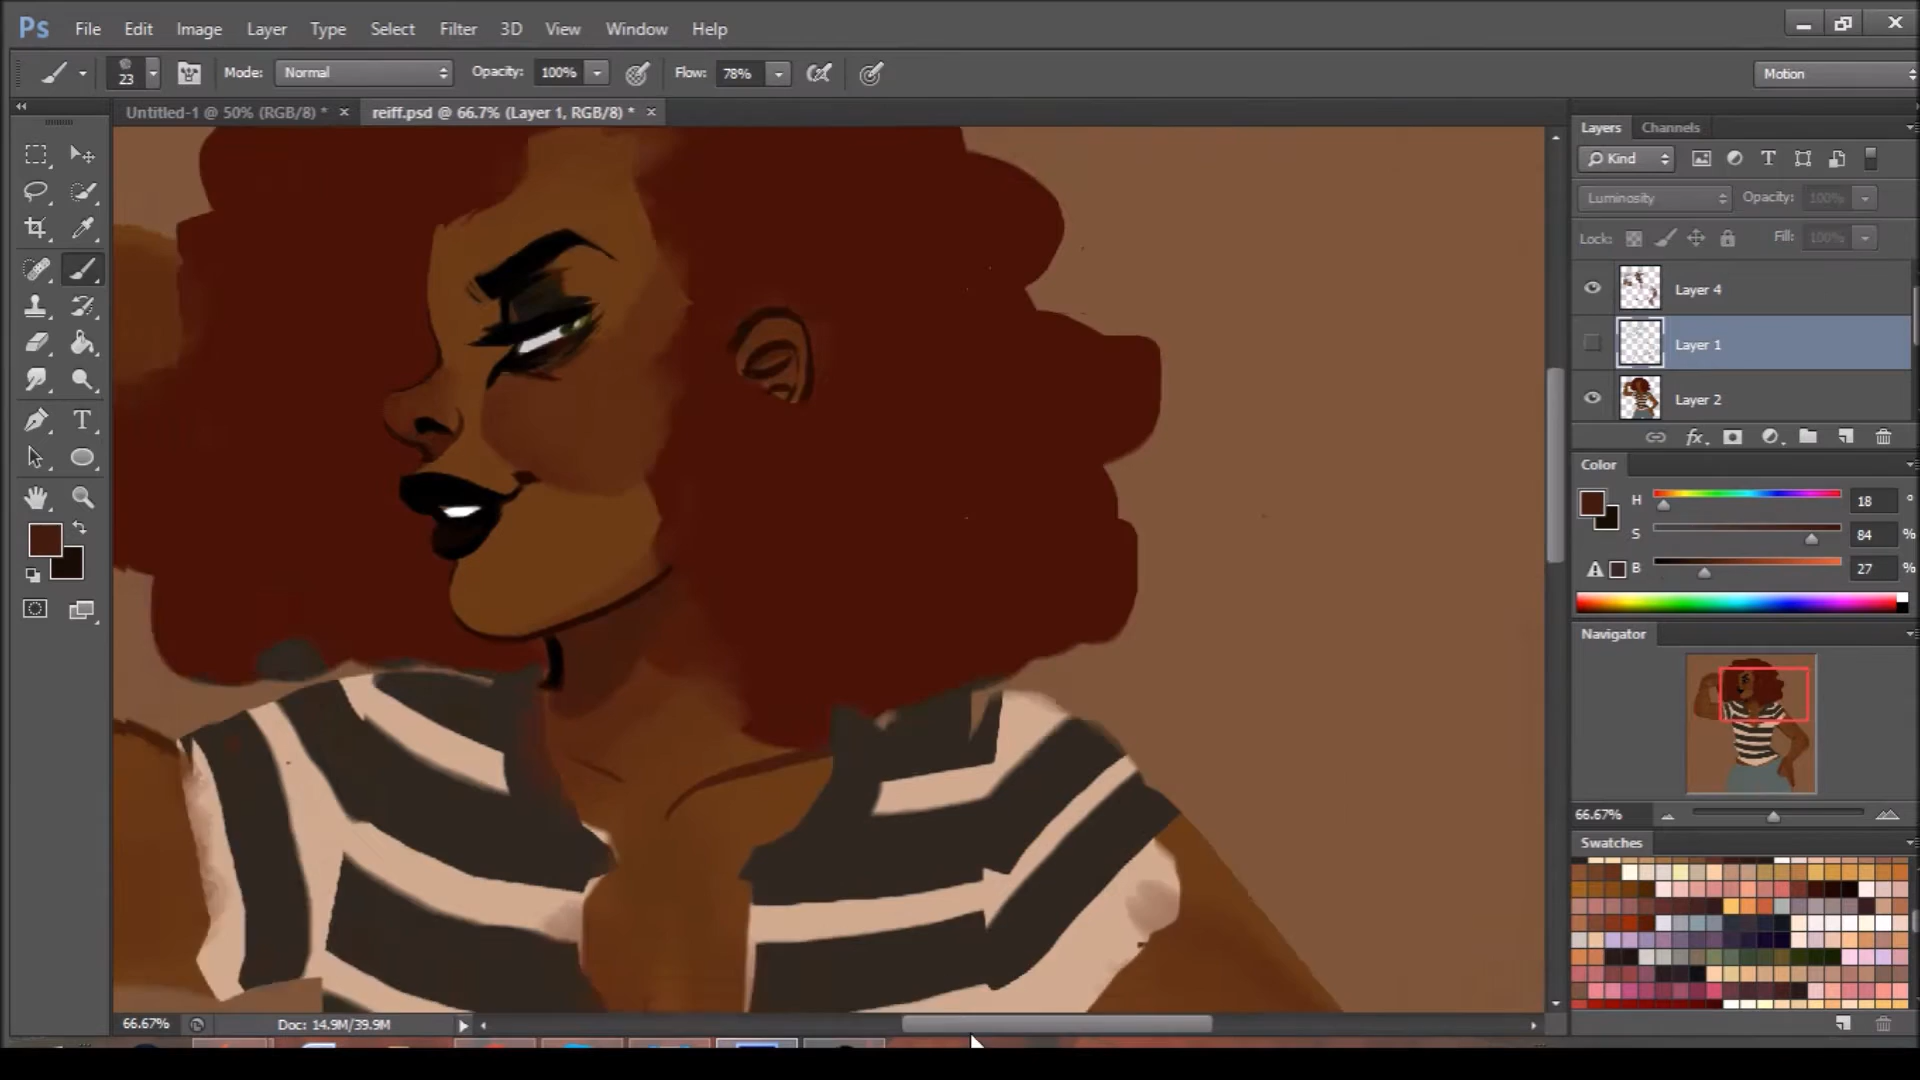 Ps File Edit Image Layer Type Select Filter 3D View Window Help
23 Mode: Normal Opacity: 100% Flow: 78% Motion
Untitled-1 @ 50% (RGB/8) * × reiff.psd @ 66.7% (Layer 1, RGB/8) * ×
Layers Channels
Kind
Luminosity Opacity: 100%
Lock: Fill: 100%
Layer 4
Layer 1
Layer 2
fx
Color
H 18 °
S 84 %
B 27 %
Navigator
66.67%
Swatches
66.67% Doc: 14.9M/39.9M